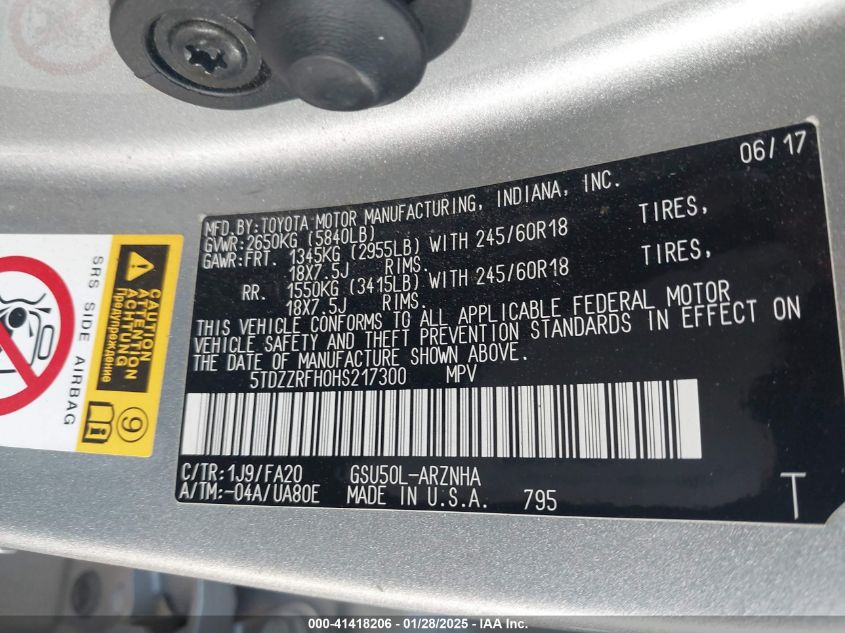 06/17
MFD.BY:TOYOTA MOTOR MANUFACTURING, INDIANA, INC.
GVWR:2650KG (5840LB)
GAWR:FRT. 1345KG (2955LB) WITH 245/60R18 TIRES,
18X7.5J RIMS.
RR. 1550KG (3415LB) WITH 245/60R18 TIRES,
18X7.5J RIMS.
THIS VEHICLE CONFORMS TO ALL APPLICABLE FEDERAL MOTOR
VEHICLE SAFETY AND THEFT PREVENTION STANDARDS IN EFFECT ON
THE DATE OF MANUFACTURE SHOWN ABOVE.
5TDZZRFH0HS217300 MPV
C/TR:1J9/FA20 GSU50L-ARZNHA
A/TM:-04A/UA80E MADE IN U.S.A. 795
T
CAUTION
ATTENTION
ACHTUNG
Предупреждение
SRS SIDE AIRBAG
9
000-41418206 - 01/28/2025 - IAA Inc.